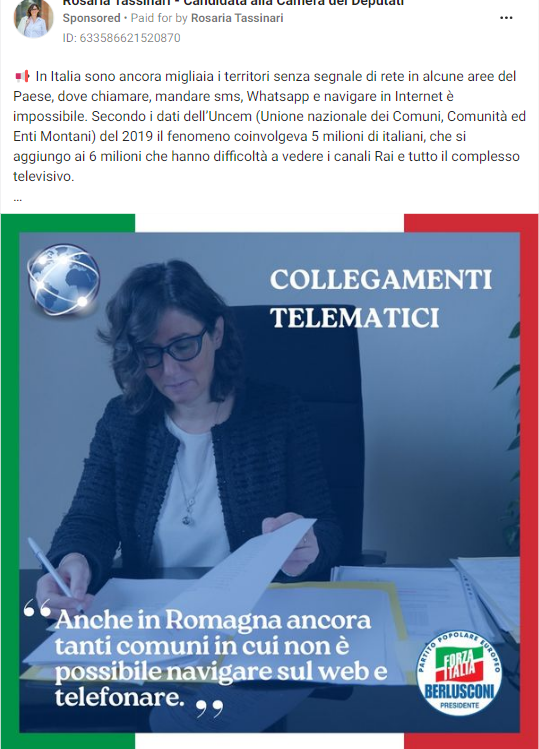 Rosaria Tassinari - Candidata alla Camera dei Deputati
Sponsored • Paid for by Rosaria Tassinari
ID: 633586621520870
In Italia sono ancora migliaia i territori senza segnale di rete in alcune aree del
Paese, dove chiamare, mandare sms, Whatsapp e navigare in Internet è
impossibile. Secondo i dati dell'Uncem (Unione nazionale dei Comuni, Comunità ed
Enti Montani) del 2019 il fenomeno coinvolgeva 5 milioni di italiani, che si
aggiungo ai 6 milioni che hanno difficoltà a vedere i canali Rai e tutto il complesso
televisivo.
...
COLLEGAMENTI
TELEMATICI
“Anche in Romagna ancora
tanti comuni in cui non è
possibile navigare sul web e
telefonare. ”
PARTITO POPOLARE EUROPEO
FORZA
ITALIA
BERLUSCONI
PRESIDENTE